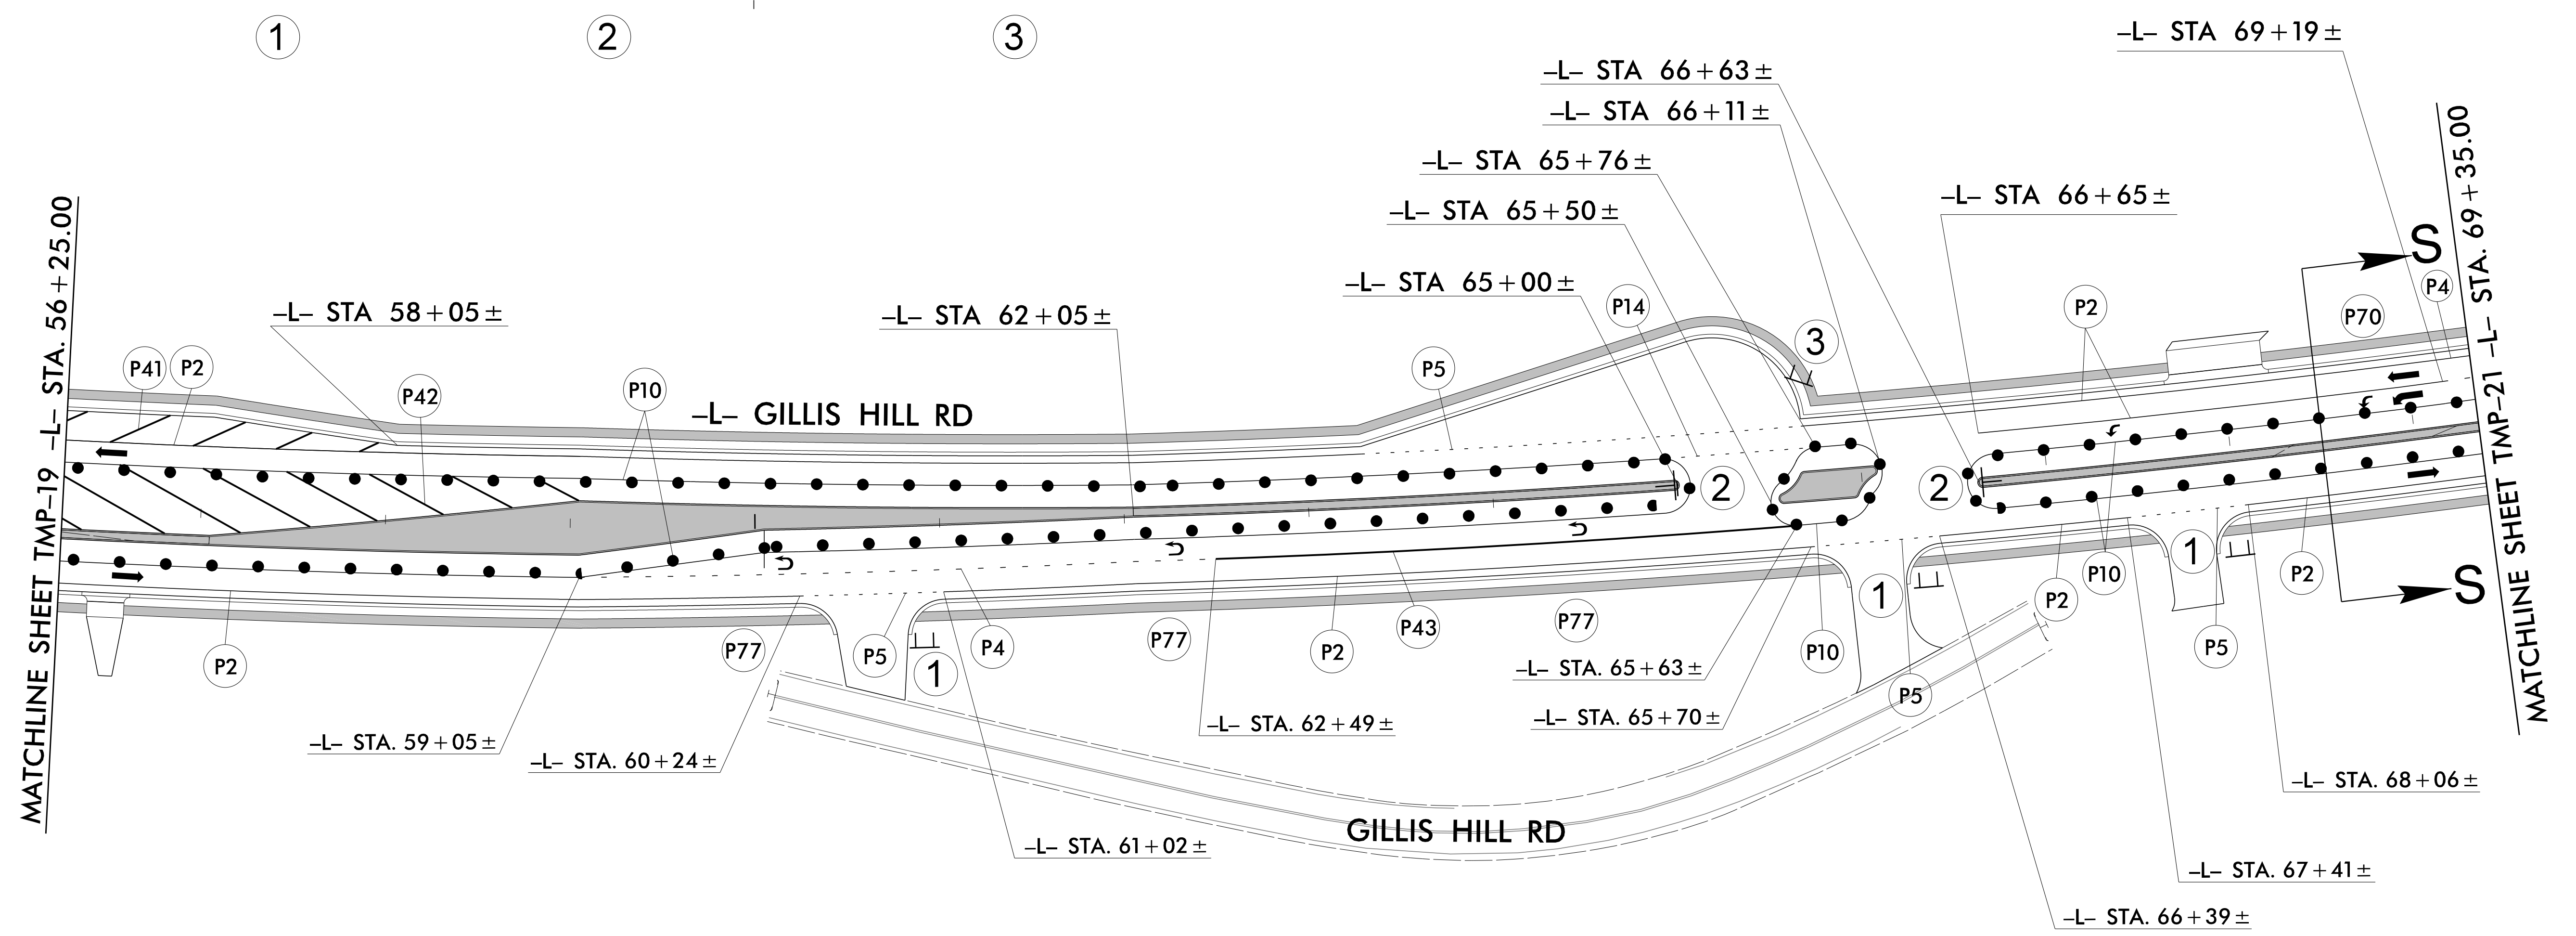 1
2
3
–L– STA 69+19±
–L– STA 66+63±
–L– STA 66+11±
–L– STA 65+76±
–L– STA 66+65±
–L– STA 65+50±
–L– STA 65+00±
–L– STA 58+05±
–L– STA 62+05±
MATCHLINE SHEET TMP–19 –L– STA. 56+25.00
MATCHLINE SHEET TMP–21 –L– STA. 69+35.00
S
P4
P14
P2
P70
3
P41
P2
P42
P10
P5
–L– GILLIS HILL RD
2
2
1
1
S
P2
P10
P2
P2
P77
P5
1
P4
P77
P2
P43
P77
P10
P5
P5
–L– STA. 65+63±
–L– STA. 62+49±
–L– STA. 65+70±
–L– STA. 59+05±
–L– STA. 60+24±
–L– STA. 68+06±
GILLIS HILL RD
–L– STA. 61+02±
–L– STA. 67+41±
–L– STA. 66+39±